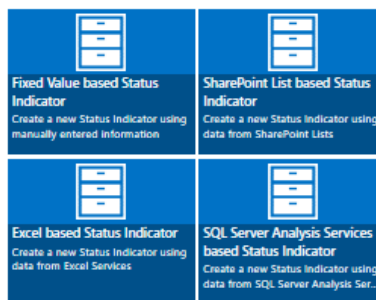 Fixed Value based Status
Indicator
Create a new Status Indicator using
manually entered information
SharePoint List based Status
Indicator
Create a new Status Indicator using
data from SharePoint Lists
Excel based Status Indicator
Create a new Status Indicator using
data from Excel Services
SQL Server Analysis Services
based Status Indicator
Create a new Status Indicator using
data from SQL Server Analysis Ser...